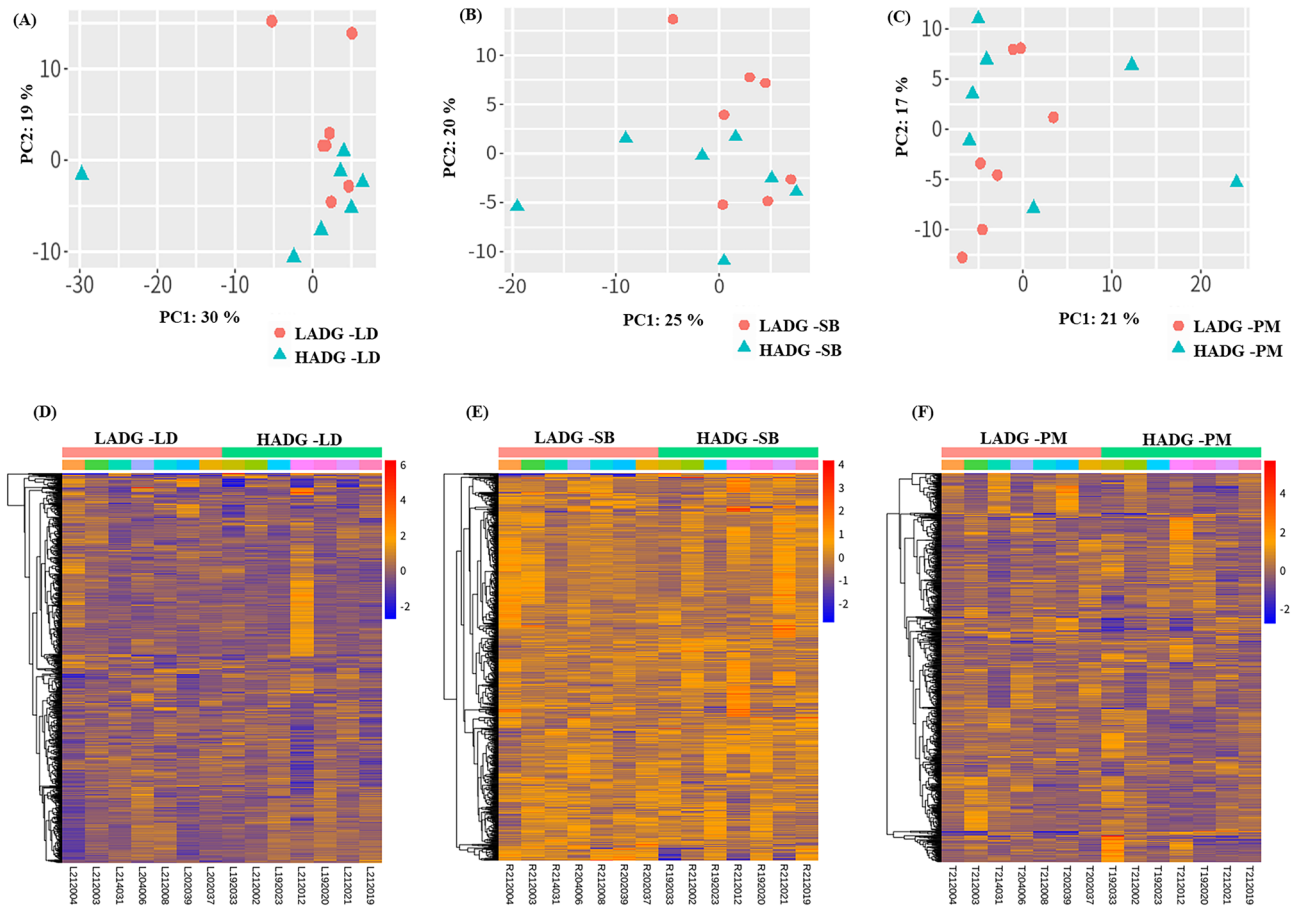 (A)
PC2: 19 %
10
0
-10
-30
-20
-10
0
PC1: 30 %
LADG -LD
HADG -LD
(B)
PC2: 20 %
10
5
0
-5
-10
-20
-10
0
PC1: 25 %
LADG -SB
HADG -SB
(C)
PC2: 17 %
10
5
0
-5
-10
0
10
20
PC1: 21 %
LADG -PM
HADG -PM
(D)
LADG -LD HADG -LD
6
4
2
0
-2
L212004
L212003
L214031
L204006
L212008
L202039
L202037
L192033
L212002
L192023
L212012
L192020
L212021
L212019
(E)
LADG -SB HADG -SB
4
3
2
1
0
-1
-2
R212004
R212003
R214031
R204006
R212008
R202039
R202037
R192033
R212002
R192023
R212012
R192020
R212021
R212019
(F)
LADG -PM HADG -PM
4
2
0
-2
T212004
T212003
T214031
T204006
T212008
T202039
T202037
T192033
T212002
T192023
T212012
T192020
T212021
T212019